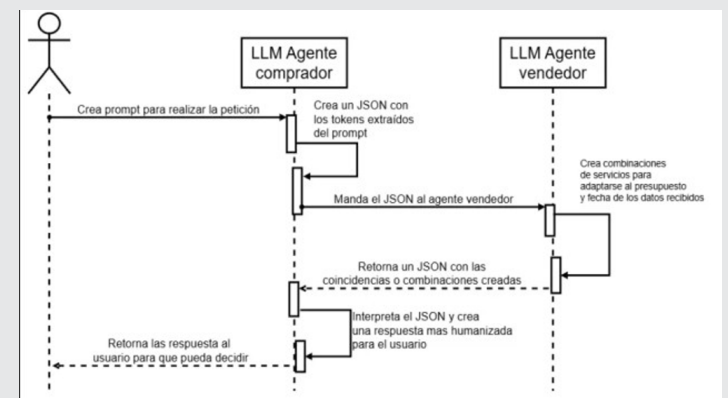 LLM Agente
comprador
LLM Agente
vendedor
Crea prompt para realizar la petición
Crea un JSON con
los tokens extraídos
del prompt
Crea combinaciones
de servicios para
adaptarse al presupuesto
y fecha de los datos recibidos
Manda el JSON al agente vendedor
Retorna un JSON con las
coincidencias o combinaciones creadas
Interpreta el JSON y crea
una respuesta mas humanizada
para el usuario
Retorna las respuesta al
usuario para que pueda decidir